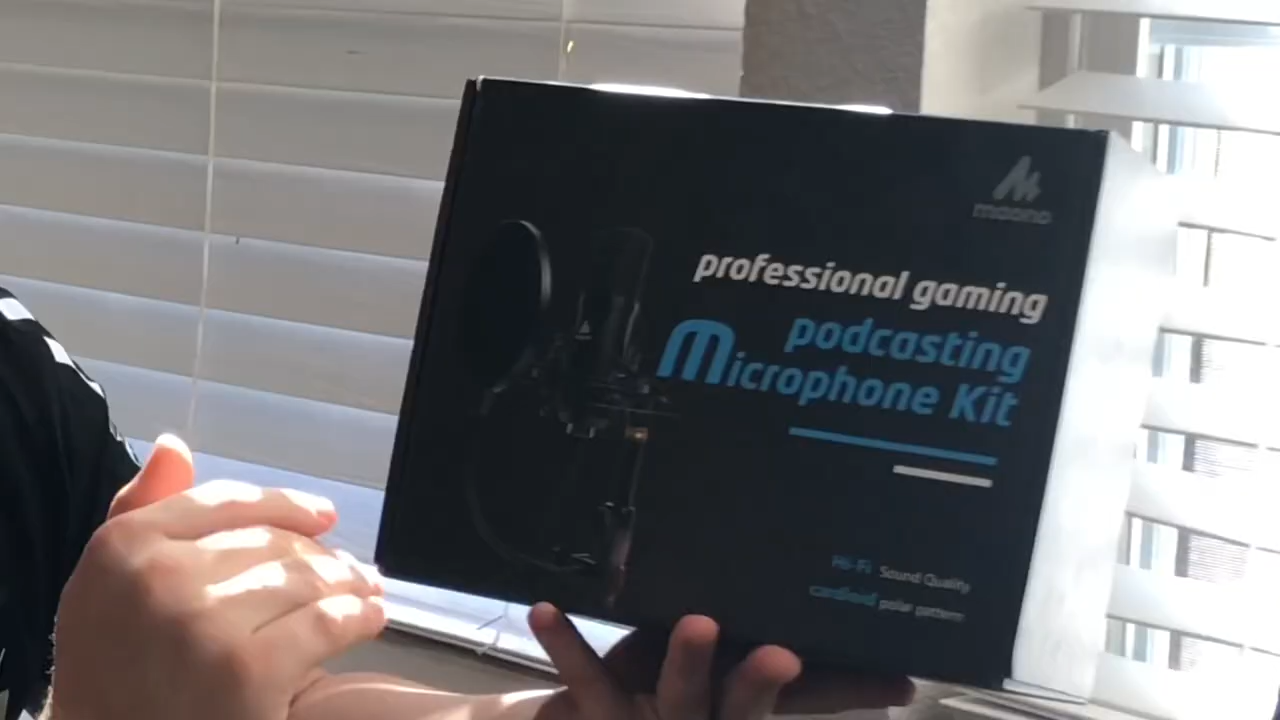 maono
professional gaming
podcasting
Microphone Kit
Hi-Fi Sound Quality
cardioid polar pattern